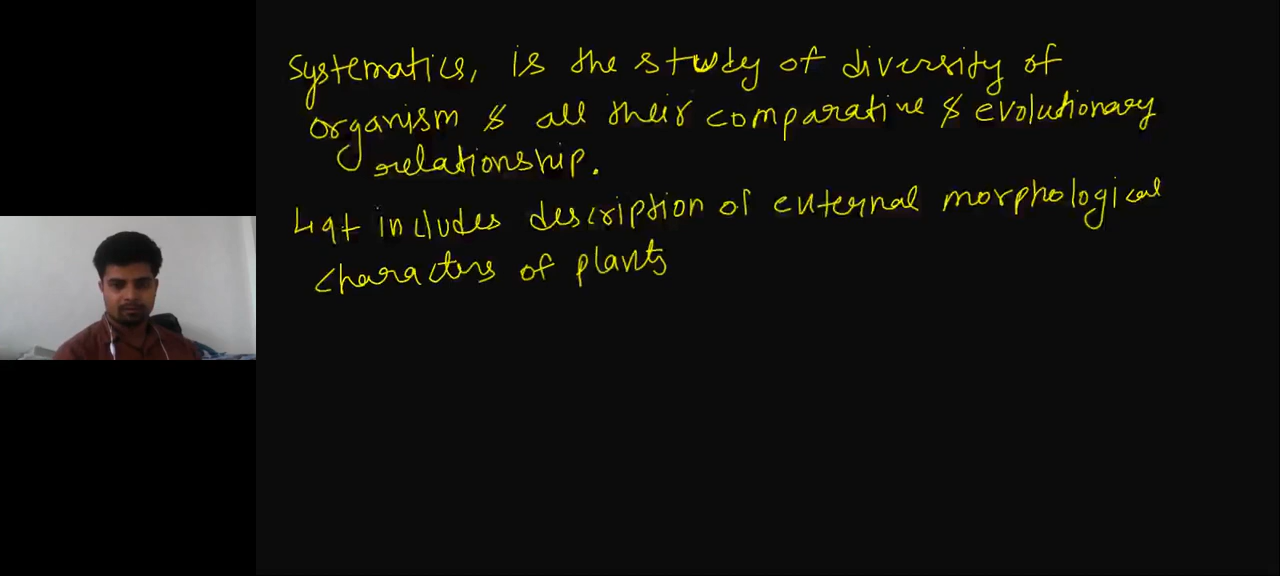 Systematics, is the study of diversity of
organism & all their comparative & evolutionary
relationship.
↳ It includes description of external morphological
characters of plants